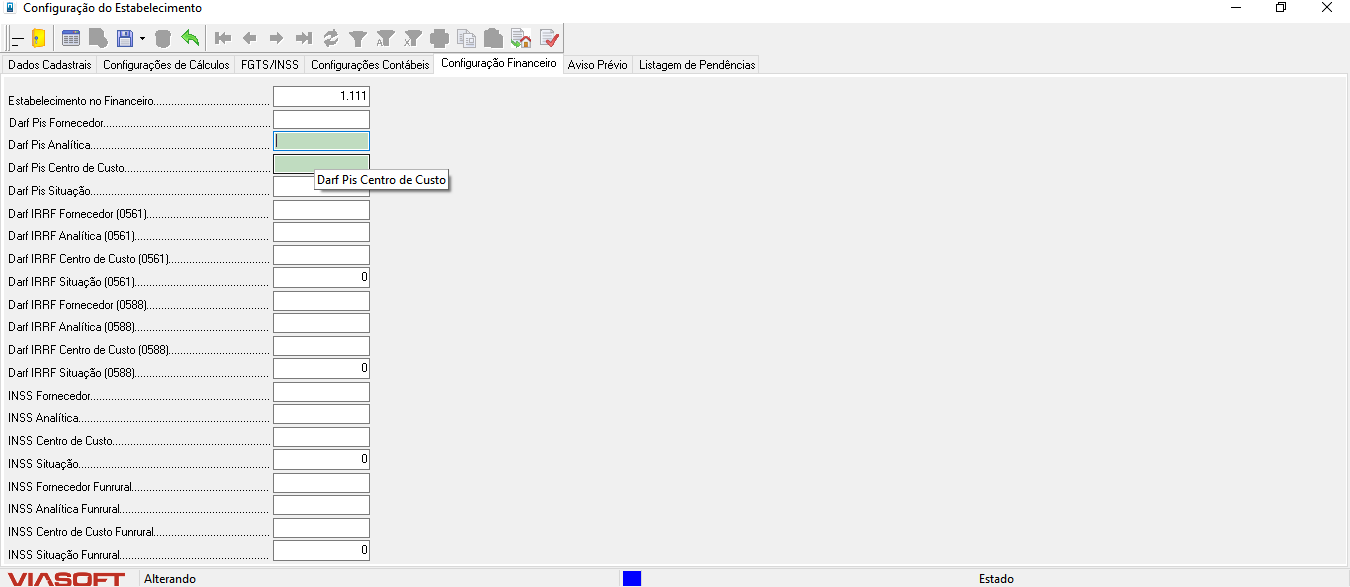 Configuração do Estabelecimento
Dados Cadastrais Configurações de Cálculos FGTS/INSS Configurações Contábeis Configuração Financeiro Aviso Prévio Listagem de Pendências
Estabelecimento no Financeiro 1.111
Darf Pis Fornecedor
Darf Pis Analítica
Darf Pis Centro de Custo
Darf Pis Centro de Custo
Darf Pis Situação
Darf IRRF Fornecedor (0561)
Darf IRRF Analítica (0561)
Darf IRRF Centro de Custo (0561)
Darf IRRF Situação (0561) 0
Darf IRRF Fornecedor (0588)
Darf IRRF Analítica (0588)
Darf IRRF Centro de Custo (0588)
Darf IRRF Situação (0588) 0
INSS Fornecedor
INSS Analítica
INSS Centro de Custo
INSS Situação 0
INSS Fornecedor Funrural
INSS Analítica Funrural
INSS Centro de Custo Funrural
INSS Situação Funrural 0
VIASOFT Alterando Estado